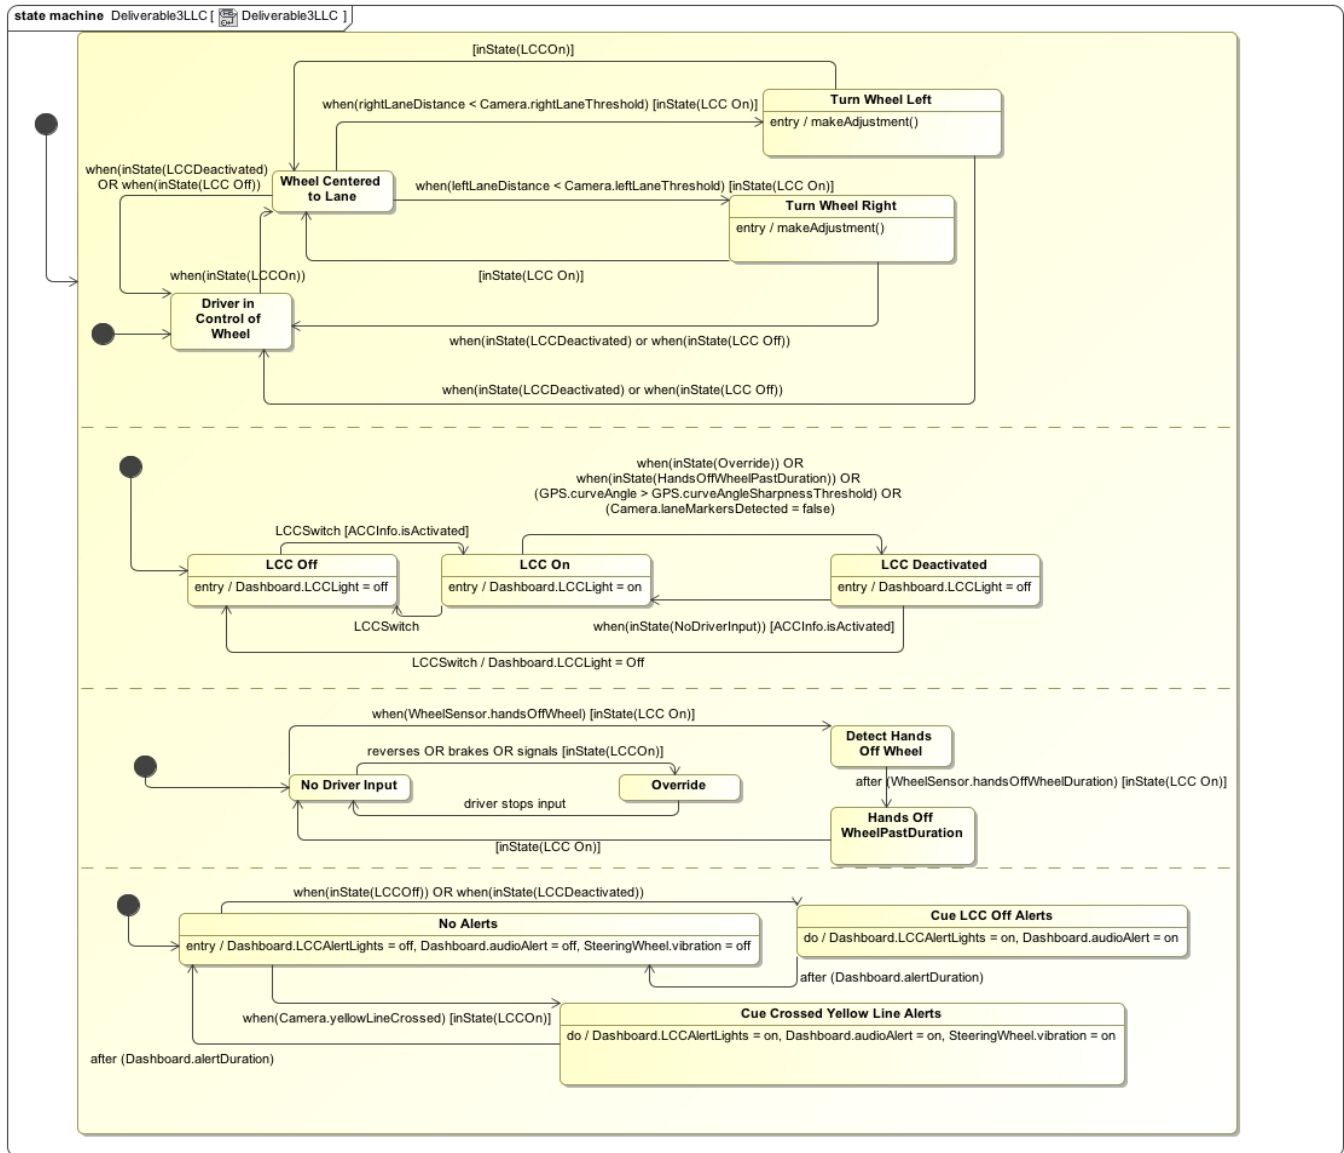 state machine Deliverable3LLC [ Deliverable3LLC ]
[inState(LCCOn)]
when(rightLaneDistance < Camera.rightLaneThreshold) [inState(LCC On)]
Turn Wheel Left
entry / makeAdjustment()
when(inState(LCCDeactivated)
OR when(inState(LCC Off))
Wheel Centered
to Lane
when(leftLaneDistance < Camera.leftLaneThreshold) [inState(LCC On)]
Turn Wheel Right
entry / makeAdjustment()
when(inState(LCCOn))
[inState(LCC On)]
Driver in
Control of
Wheel
when(inState(LCCDeactivated) or when(inState(LCC Off))
when(inState(LCCDeactivated) or when(inState(LCC Off))
when(inState(Override)) OR
when(inState(HandsOffWheelPastDuration)) OR
(GPS.curveAngle > GPS.curveAngleSharpnessThreshold) OR
(Camera.laneMarkersDetected = false)
LCCSwitch [ACCInfo.isActivated]
LCC Off
entry / Dashboard.LCCLight = off
LCC On
entry / Dashboard.LCCLight = on
LCC Deactivated
entry / Dashboard.LCCLight = off
LCCSwitch
when(inState(NoDriverInput)) [ACCInfo.isActivated]
LCCSwitch / Dashboard.LCCLight = Off
when(WheelSensor.handsOffWheel) [inState(LCC On)]
Detect Hands
Off Wheel
reverses OR brakes OR signals [inState(LCCOn)]
No Driver Input
Override
after (WheelSensor.handsOffWheelDuration) [inState(LCC On)]
driver stops input
Hands Off
WheelPastDuration
[inState(LCC On)]
when(inState(LCCOff)) OR when(inState(LCCDeactivated))
No Alerts
entry / Dashboard.LCCAlertLights = off, Dashboard.audioAlert = off, SteeringWheel.vibration = off
Cue LCC Off Alerts
do / Dashboard.LCCAlertLights = on, Dashboard.audioAlert = on
after (Dashboard.alertDuration)
when(Camera.yellowLineCrossed) [inState(LCCOn)]
Cue Crossed Yellow Line Alerts
do / Dashboard.LCCAlertLights = on, Dashboard.audioAlert = on, SteeringWheel.vibration = on
after (Dashboard.alertDuration)